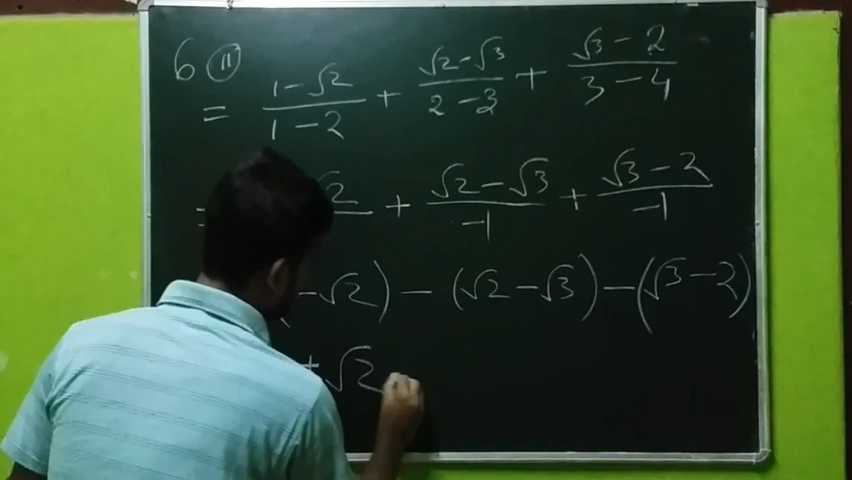 6 (11)
= (1-√2)/(1-2) + (√2-√3)/(2-3) + (√3-2)/(3-4)
= √2 + (√2-√3)/-1 + (√3-2)/-1
-√2) - (√2-√3) - (√3-2)
+√2